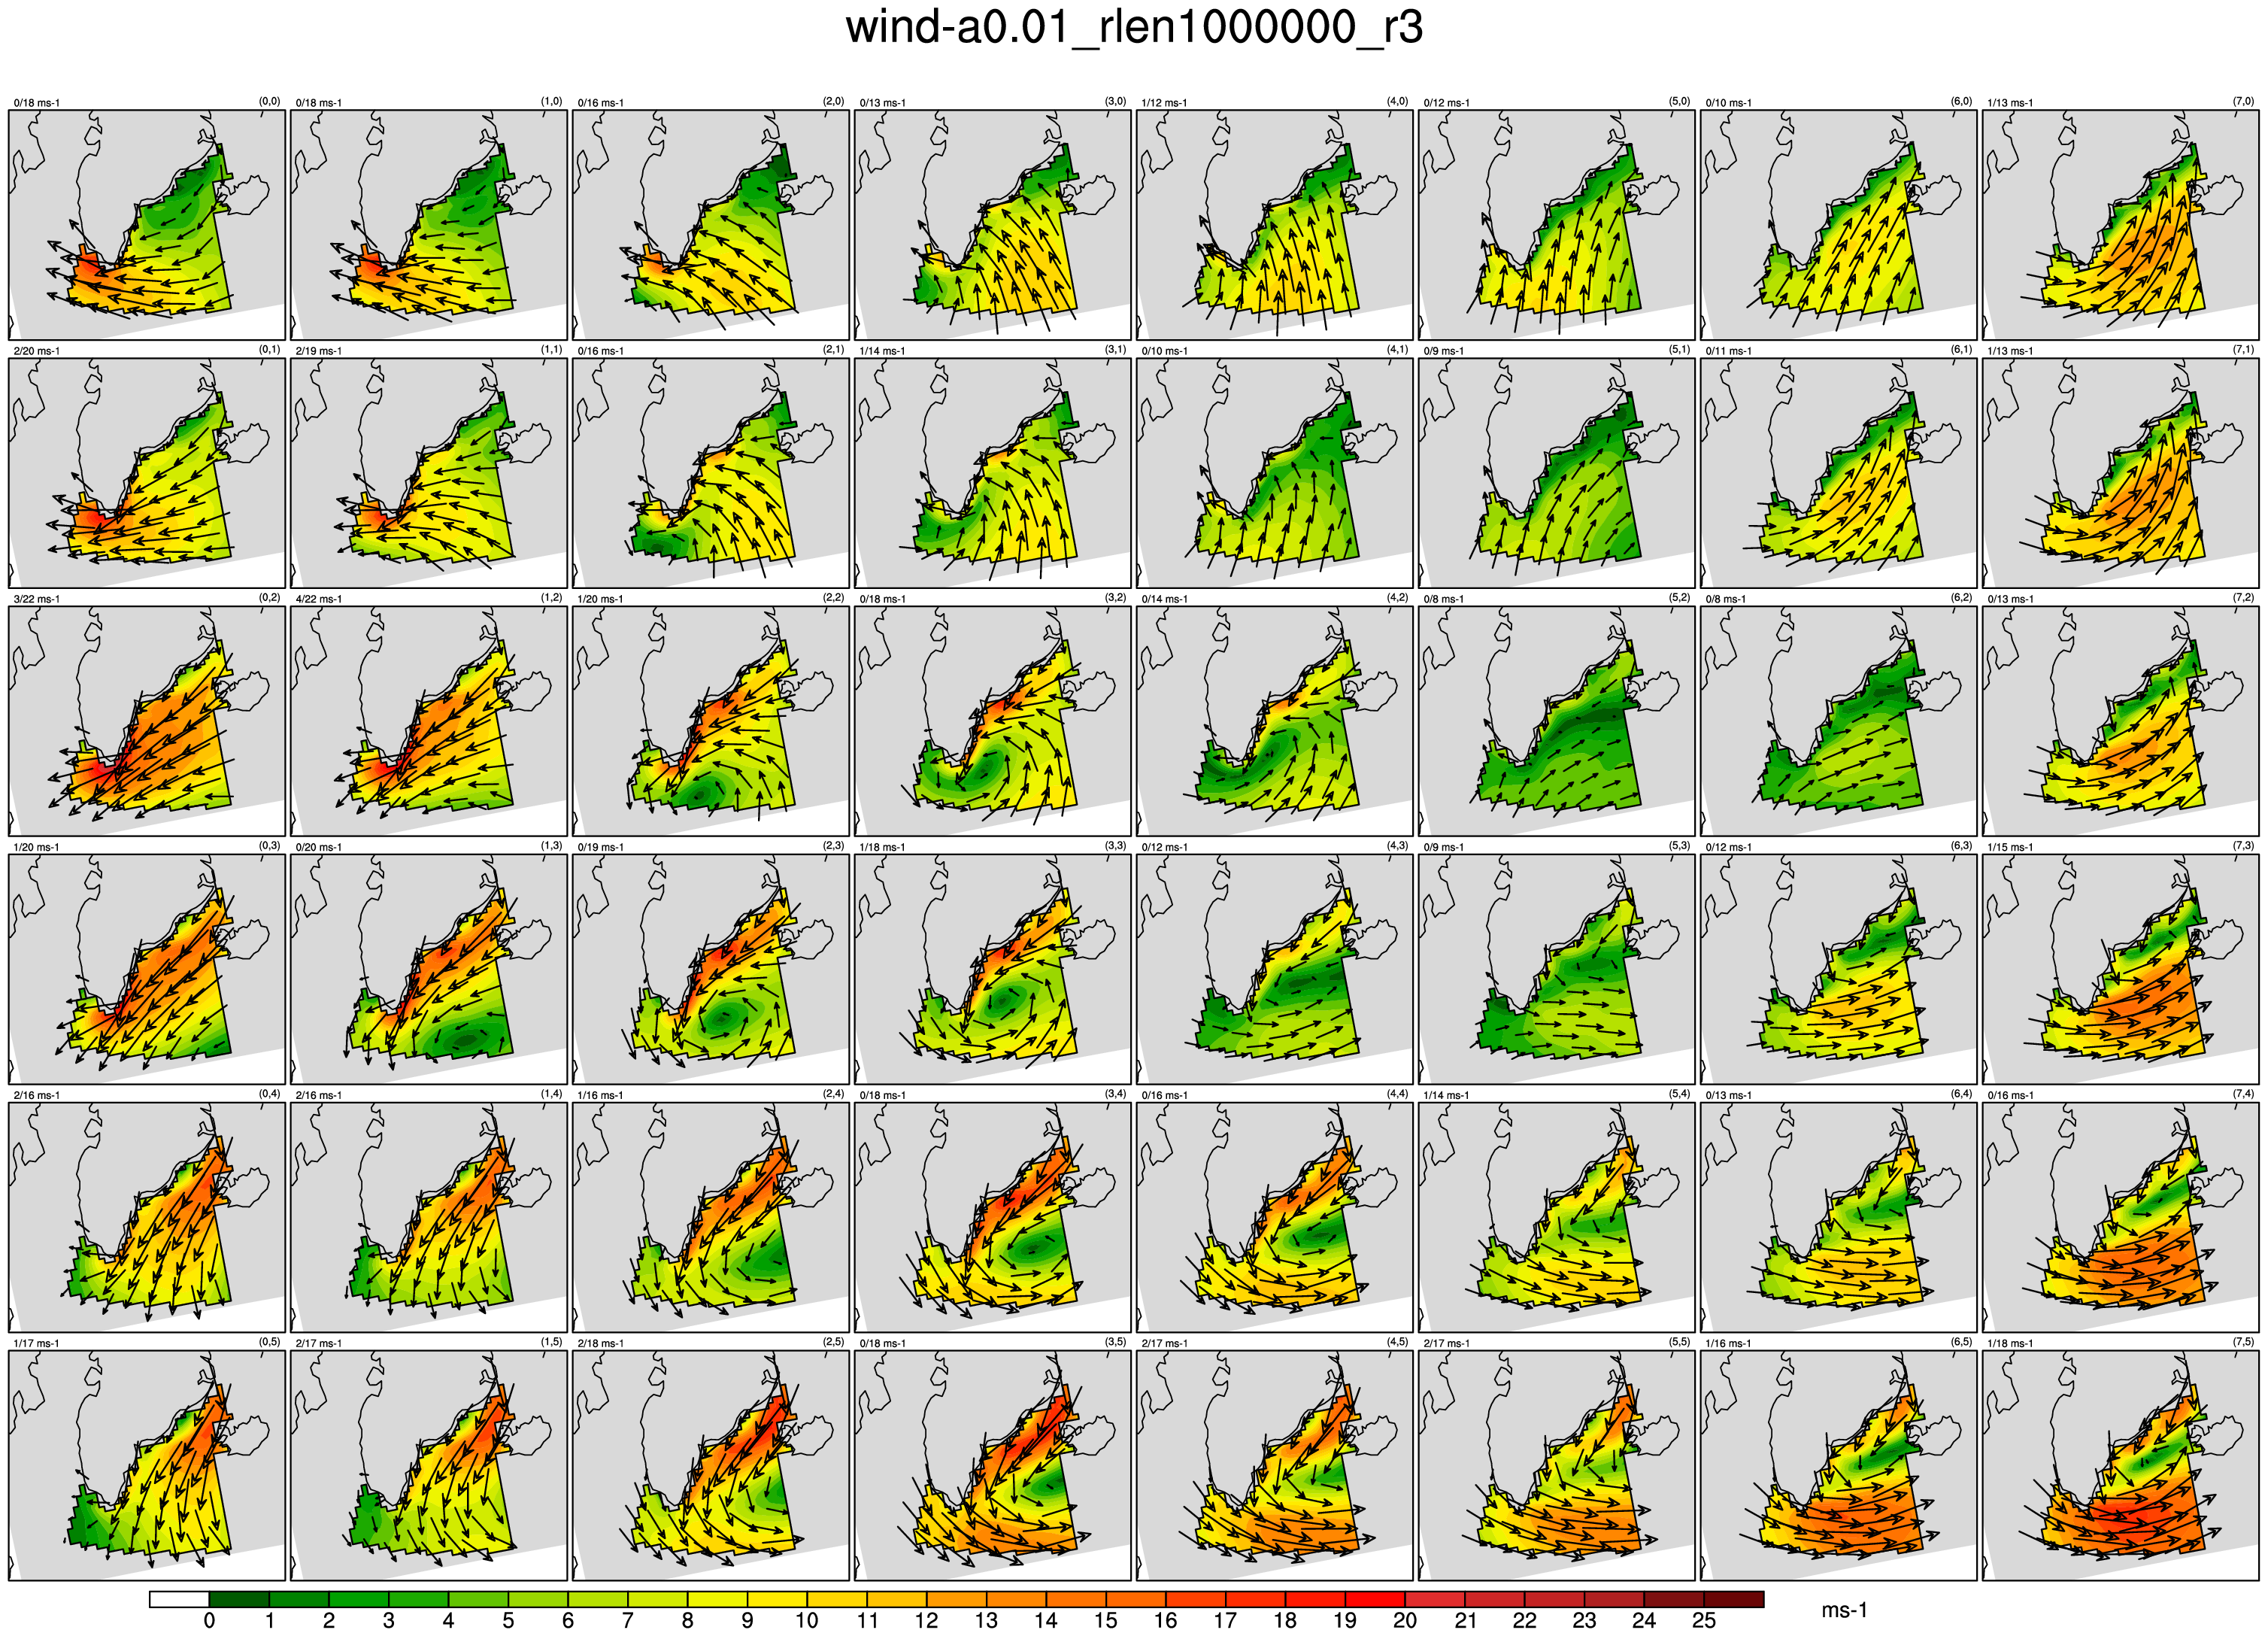 wind-a0.01_rlen1000000_r3
0/18 ms-1 (0,0) 0/18 ms-1 (1,0) 0/16 ms-1 (2,0) 0/13 ms-1 (3,0) 1/12 ms-1 (4,0) 0/12 ms-1 (5,0) 0/10 ms-1 (6,0) 1/13 ms-1 (7,0)
2/20 ms-1 (0,1) 2/19 ms-1 (1,1) 0/16 ms-1 (2,1) 1/14 ms-1 (3,1) 0/10 ms-1 (4,1) 0/9 ms-1 (5,1) 0/11 ms-1 (6,1) 1/13 ms-1 (7,1)
3/22 ms-1 (0,2) 4/22 ms-1 (1,2) 1/20 ms-1 (2,2) 0/18 ms-1 (3,2) 0/14 ms-1 (4,2) 0/8 ms-1 (5,2) 0/8 ms-1 (6,2) 0/13 ms-1 (7,2)
1/20 ms-1 (0,3) 0/20 ms-1 (1,3) 0/19 ms-1 (2,3) 1/18 ms-1 (3,3) 0/12 ms-1 (4,3) 0/9 ms-1 (5,3) 0/12 ms-1 (6,3) 1/15 ms-1 (7,3)
2/16 ms-1 (0,4) 2/16 ms-1 (1,4) 1/16 ms-1 (2,4) 0/18 ms-1 (3,4) 0/16 ms-1 (4,4) 1/14 ms-1 (5,4) 0/13 ms-1 (6,4) 0/16 ms-1 (7,4)
1/17 ms-1 (0,5) 2/17 ms-1 (1,5) 2/18 ms-1 (2,5) 0/18 ms-1 (3,5) 2/17 ms-1 (4,5) 2/17 ms-1 (5,5) 1/16 ms-1 (6,5) 1/18 ms-1 (7,5)
0 1 2 3 4 5 6 7 8 9 10 11 12 13 14 15 16 17 18 19 20 21 22 23 24 25 ms-1